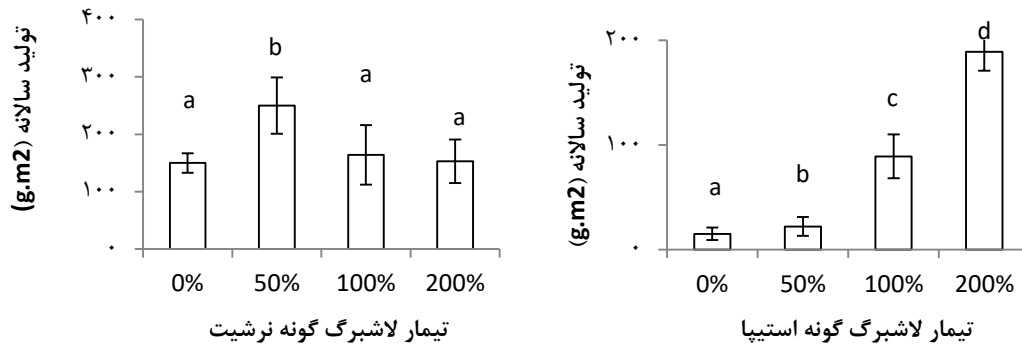 تولید سالانه (g.m2)
۴۰۰
۳۰۰
۲۰۰
۱۰۰
۰
a
b
a
a
0%
50%
100%
200%
تیمار لاشبرگ گونه نرشیت
تولید سالانه (g.m2)
۲۰۰
۱۰۰
۰
a
b
c
d
0%
50%
100%
200%
تیمار لاشبرگ گونه استیپا